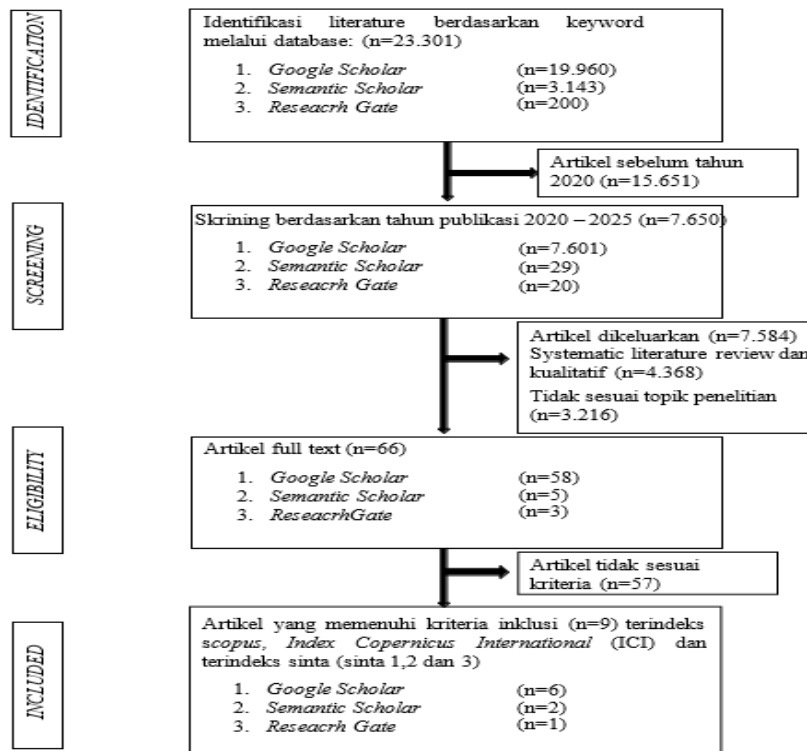 IDENTIFICATION
Identifikasi literature berdasarkan keyword
melalui database: (n=23.301)
1. Google Scholar (n=19.960)
2. Semantic Scholar (n=3.143)
3. Reseacrh Gate (n=200)
Artikel sebelum tahun
2020 (n=15.651)
SCREENING
Skrining berdasarkan tahun publikasi 2020 – 2025 (n=7.650)
1. Google Scholar (n=7.601)
2. Semantic Scholar (n=29)
3. Reseacrh Gate (n=20)
Artikel dikeluarkan (n=7.584)
Systematic literature review dan
kualitatif (n=4.368)
Tidak sesuai topik penelitian
(n=3.216)
ELIGIBILITY
Artikel full text (n=66)
1. Google Scholar (n=58)
2. Semantic Scholar (n=5)
3. ReseacrhGate (n=3)
Artikel tidak sesuai
kriteria (n=57)
INCLUDED
Artikel yang memenuhi kriteria inklusi (n=9) terindeks
scopus, Index Copernicus International (ICI) dan
terindeks sinta (sinta 1,2 dan 3)
1. Google Scholar (n=6)
2. Semantic Scholar (n=2)
3. Reseacrh Gate (n=1)